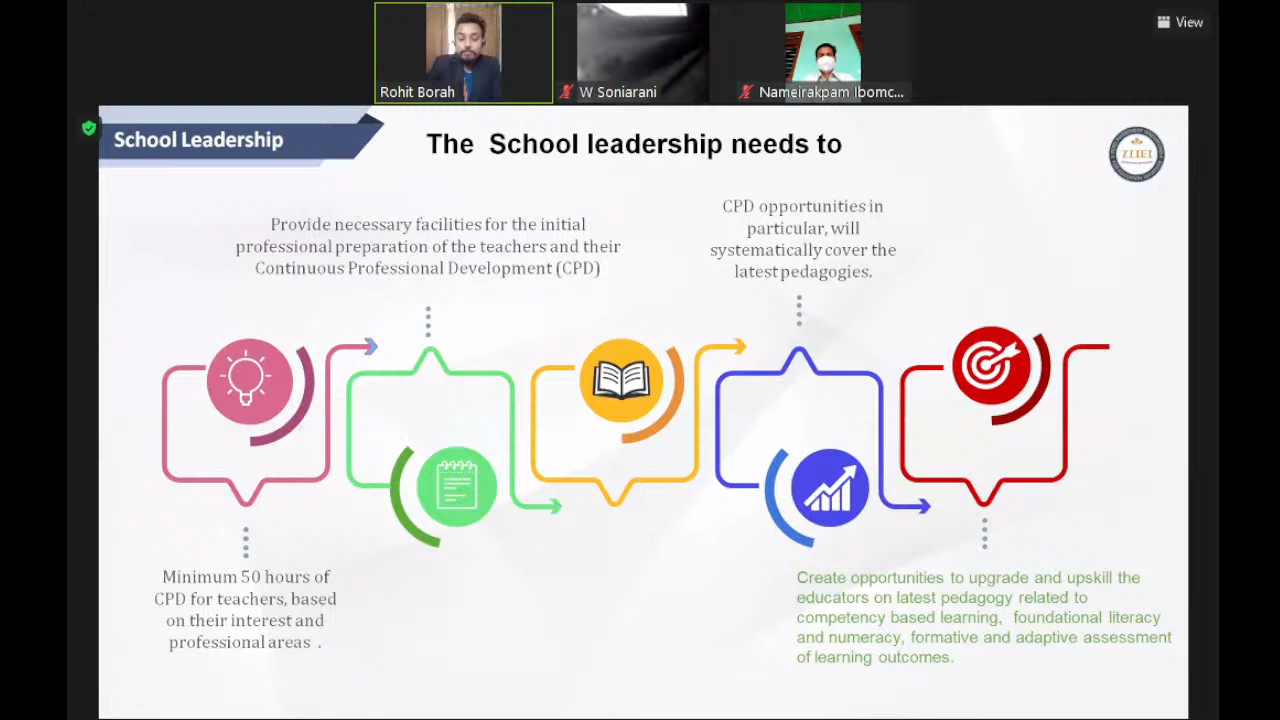 View
Rohit Borah
W Soniarani
Nameirakpam Ibomc...
School Leadership
The School leadership needs to
ZIIEI
Provide necessary facilities for the initial
professional preparation of the teachers and their
Continuous Professional Development (CPD)
CPD opportunities in
particular, will
systematically cover the
latest pedagogies.
Minimum 50 hours of
CPD for teachers, based
on their interest and
professional areas .
Create opportunities to upgrade and upskill the
educators on latest pedagogy related to
competency based learning, foundational literacy
and numeracy, formative and adaptive assessment
of learning outcomes.